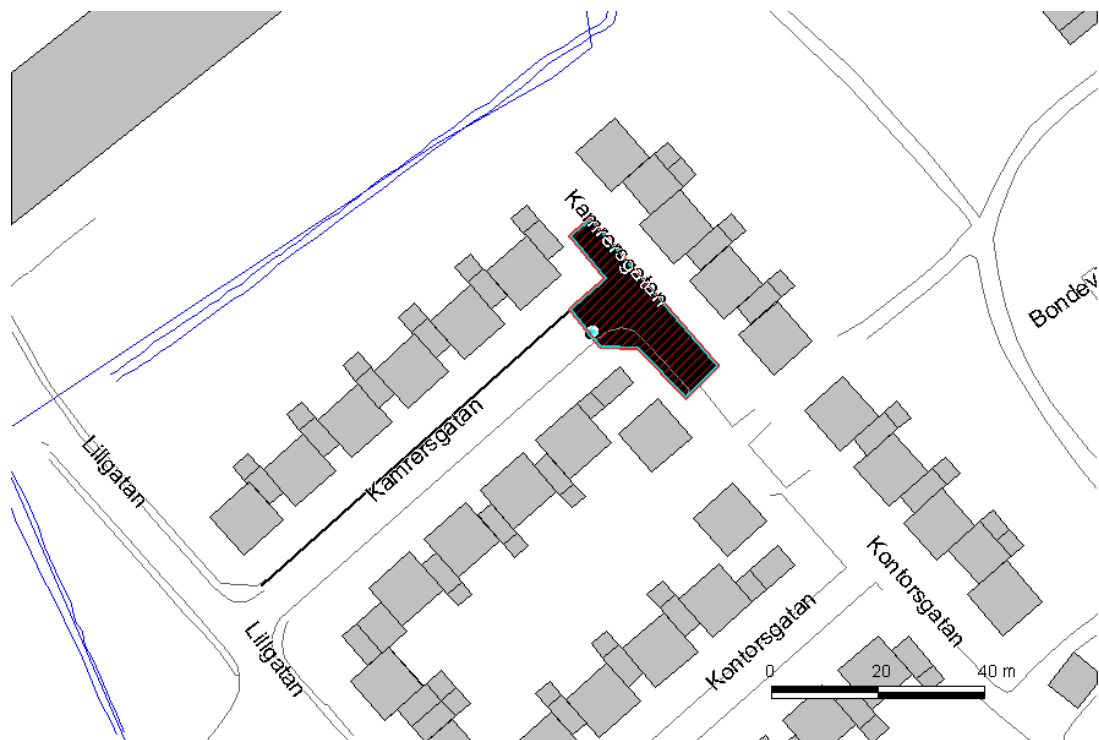 Kamrersgatan
Bondev
Lillgatan
Kamrersgatan
Kontorsgatan
Lillgatan
Kontorsgatan
0 20 40 m